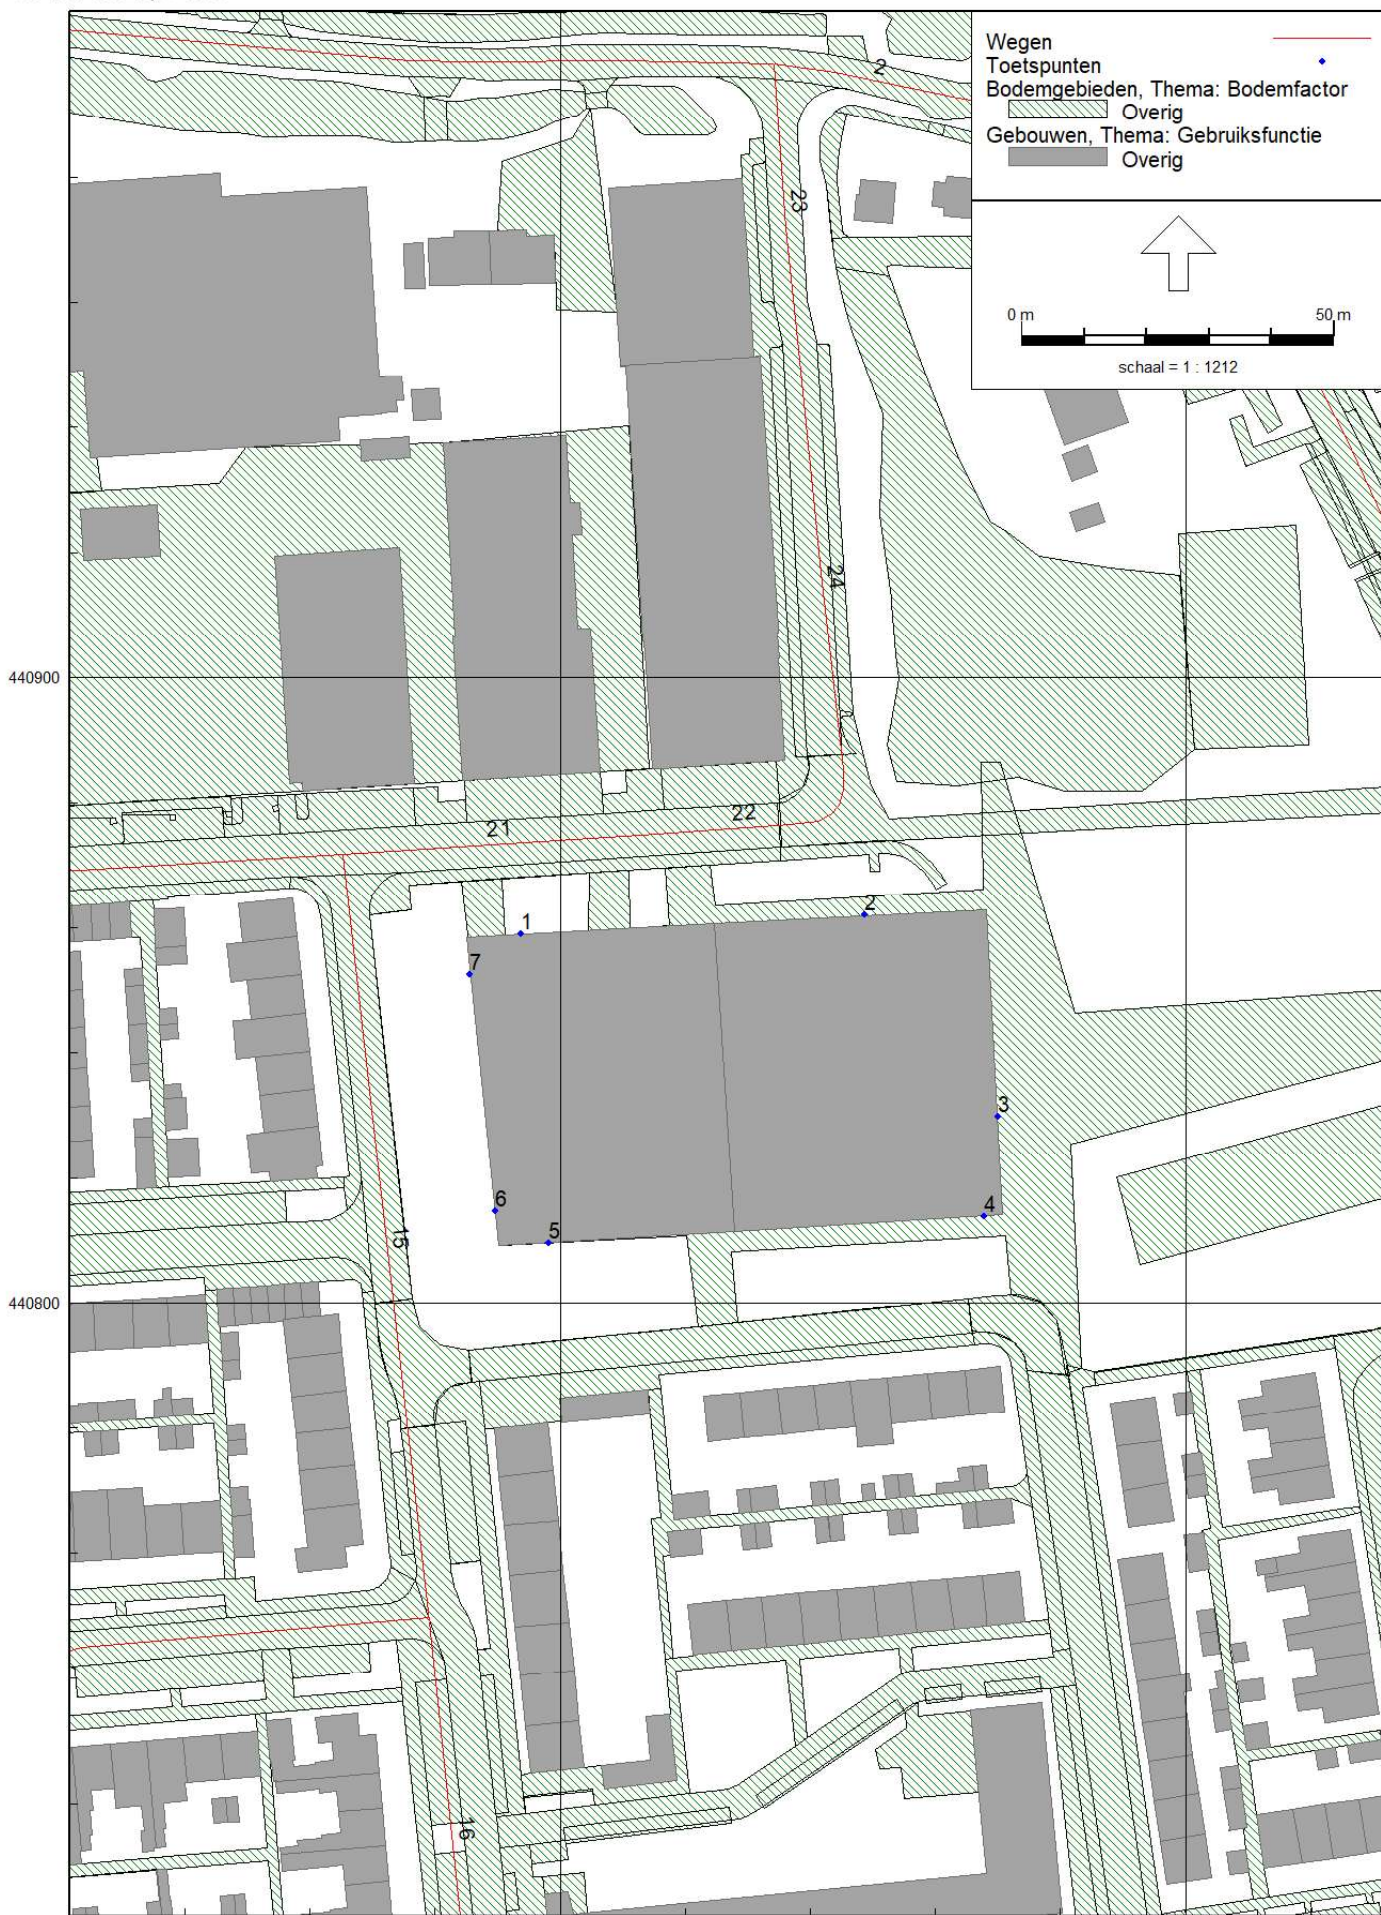 Wegen
Toetspunten
Bodemgebieden, Thema: Bodemfactor
Overig
Gebouwen, Thema: Gebruiksfunctie
Overig
0 m
50 m
schaal = 1 : 1212
2
23
24
440900
21
22
1
2
7
3
6
4
5
15
440800
16